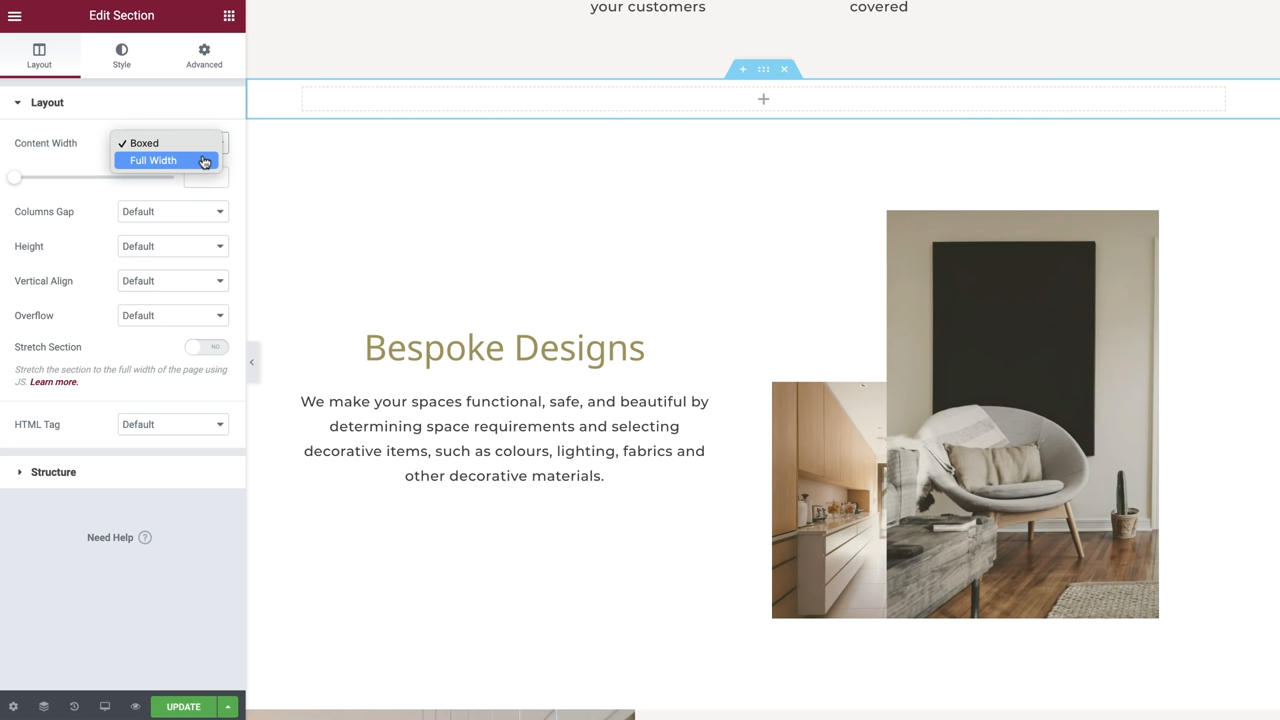 Edit Section
Layout
Style
Advanced
Layout
Content Width
✓ Boxed
Full Width
Columns Gap
Default
Height
Default
Vertical Align
Default
Overflow
Default
Stretch Section
NO
Stretch the section to the full width of the page using
JS. Learn more.
HTML Tag
Default
Structure
Need Help ?
UPDATE
your customers
covered
Bespoke Designs
We make your spaces functional, safe, and beautiful by
determining space requirements and selecting
decorative items, such as colours, lighting, fabrics and
other decorative materials.